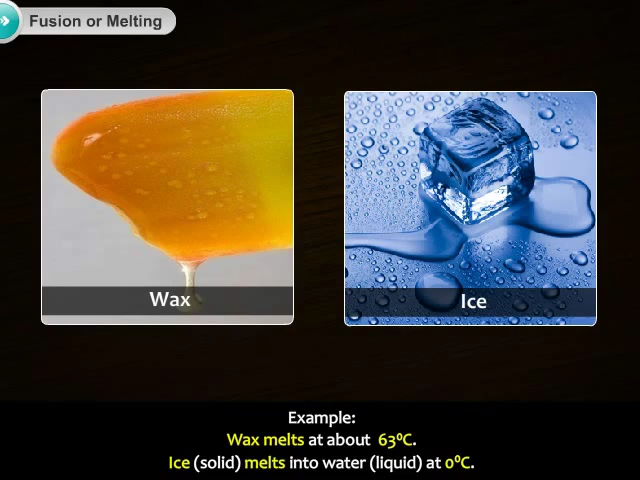 Fusion or Melting
Wax
Ice
Example:
Wax melts at about 63⁰C.
Ice (solid) melts into water (liquid) at 0⁰C.